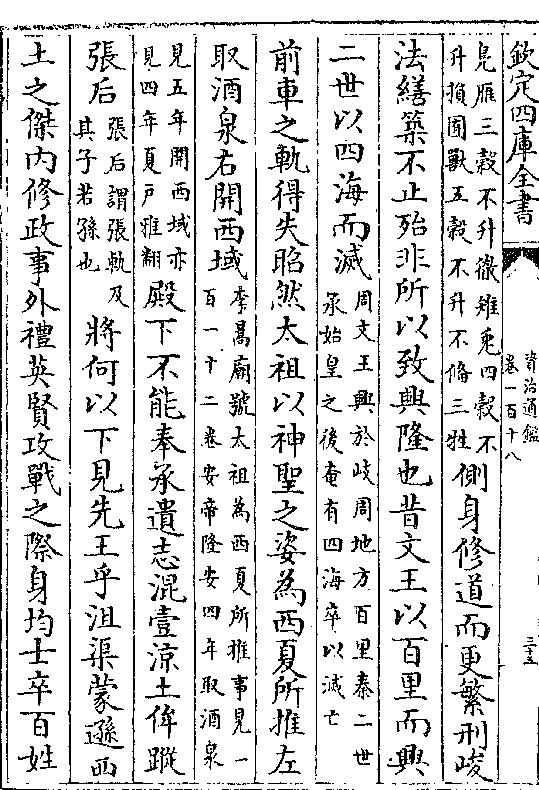 欽定四庫全書
資治通鑑
卷一百十八
三十五
鳬雁三穀不升徹雉兎四穀不
升損囿獸五穀不升不備三牲
側身修道而更繁刑峻
法繕築不止殆非所以致興隆也昔文王以百里而興
二世以四海而滅
周文王興於岐周地方百里秦二世
承始皇之後奄有四海卒以滅亡
前車之軌得失昭然太祖以神聖之姿為西夏所推左
取酒泉右開西域
李暠廟號太祖為西夏所推事見一
百一十二卷安帝隆安四年取酒泉
見五年開西域亦
見四年夏戶雅翻
殿下不能奉承遺志混壹涼土侔蹤
張后
張后謂張軌及
其子若孫也
將何以下見先王乎沮渠蒙遜西
土之傑内修政事外禮英賢攻戰之際身均士卒百姓